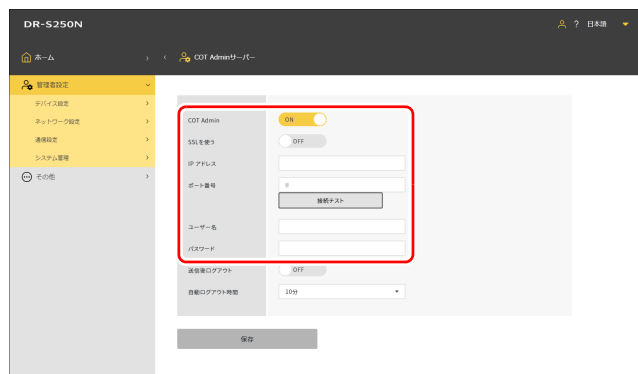 DR-S250N
? 日本語
ホーム
COT Adminサーバー
管理者設定
デバイス設定
ネットワーク設定
通信設定
システム管理
その他
COT Admin ON
SSLを使う OFF
IP アドレス
ポート番号 0
接続テスト
ユーザー名
パスワード
送信後ログアウト OFF
自動ログアウト時間 10分
保存